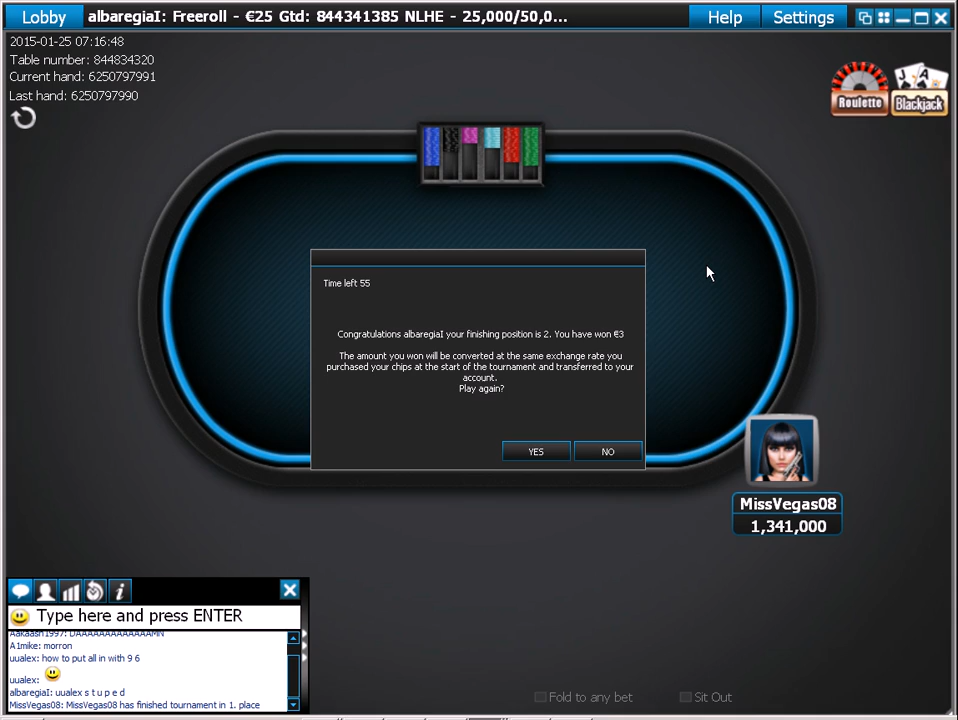 Lobby
albaregiaI: Freeroll - €25 Gtd: 844341385 NLHE - 25,000/50,0...
Help
Settings
2015-01-25 07:16:48
Table number: 844834320
Current hand: 6250797991
Last hand: 6250797990
J A
Roulette
Blackjack
Time left 55
Congratulations albaregiaI your finishing position is 2. You have won €3
The amount you won will be converted at the same exchange rate you
purchased your chips at the start of the tournament and transferred to your
account.
Play again?
YES
NO
MissVegas08
1,341,000
Type here and press ENTER
Aakaash1997: DAAAAAAAAAAAAAMN
A1mike: morron
uualex: how to put all in with 9 6
uualex:
albaregiaI: uualex s t u p e d
MissVegas08: MissVegas08 has finished tournament in 1. place
Fold to any bet
Sit Out